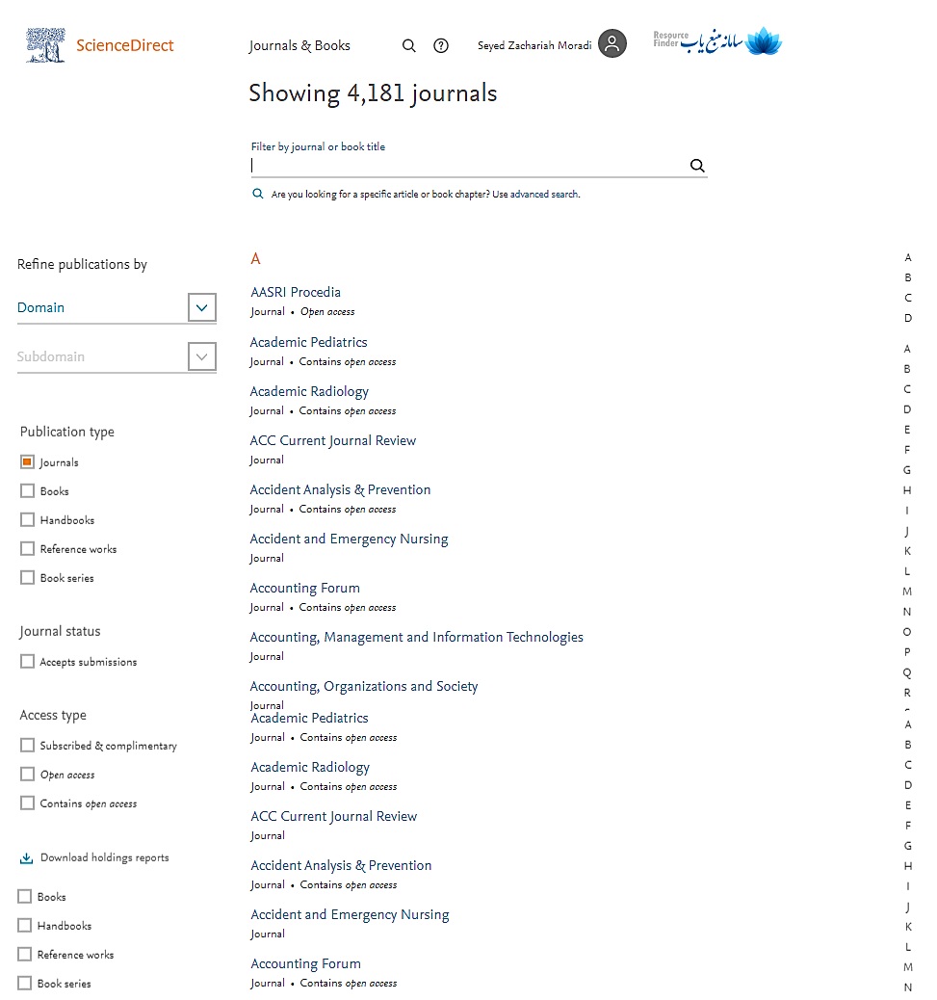 ScienceDirect
Journals & Books
Seyed Zachariah Moradi
Resource
Finder
سامانه منبع یاب
Showing 4,181 journals
Filter by journal or book title
Are you looking for a specific article or book chapter? Use advanced search.
Refine publications by
Domain
Subdomain
Publication type
Journals
Books
Handbooks
Reference works
Book series
Journal status
Accepts submissions
Access type
Subscribed & complimentary
Open access
Contains open access
Download holdings reports
Books
Handbooks
Reference works
Book series
A
AASRI Procedia
Journal • Open access
Academic Pediatrics
Journal • Contains open access
Academic Radiology
Journal • Contains open access
ACC Current Journal Review
Journal
Accident Analysis & Prevention
Journal • Contains open access
Accident and Emergency Nursing
Journal
Accounting Forum
Journal • Contains open access
Accounting, Management and Information Technologies
Journal
Accounting, Organizations and Society
Journal
Academic Pediatrics
Journal • Contains open access
Academic Radiology
Journal • Contains open access
ACC Current Journal Review
Journal
Accident Analysis & Prevention
Journal • Contains open access
Accident and Emergency Nursing
Journal
Accounting Forum
Journal • Contains open access
A
B
C
D
A
B
C
D
E
F
G
H
I
J
K
L
M
N
O
P
Q
R
A
B
C
D
E
F
G
H
I
J
K
L
M
N